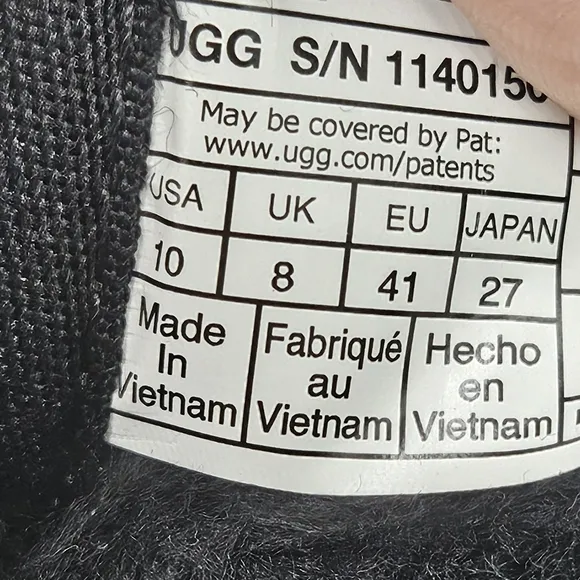 UGG S/N 114015
May be covered by Pat:
www.ugg.com/patents
USA UK EU JAPAN
10 8 41 27
Made In Vietnam
Fabriqué au Vietnam
Hecho en Vietnam